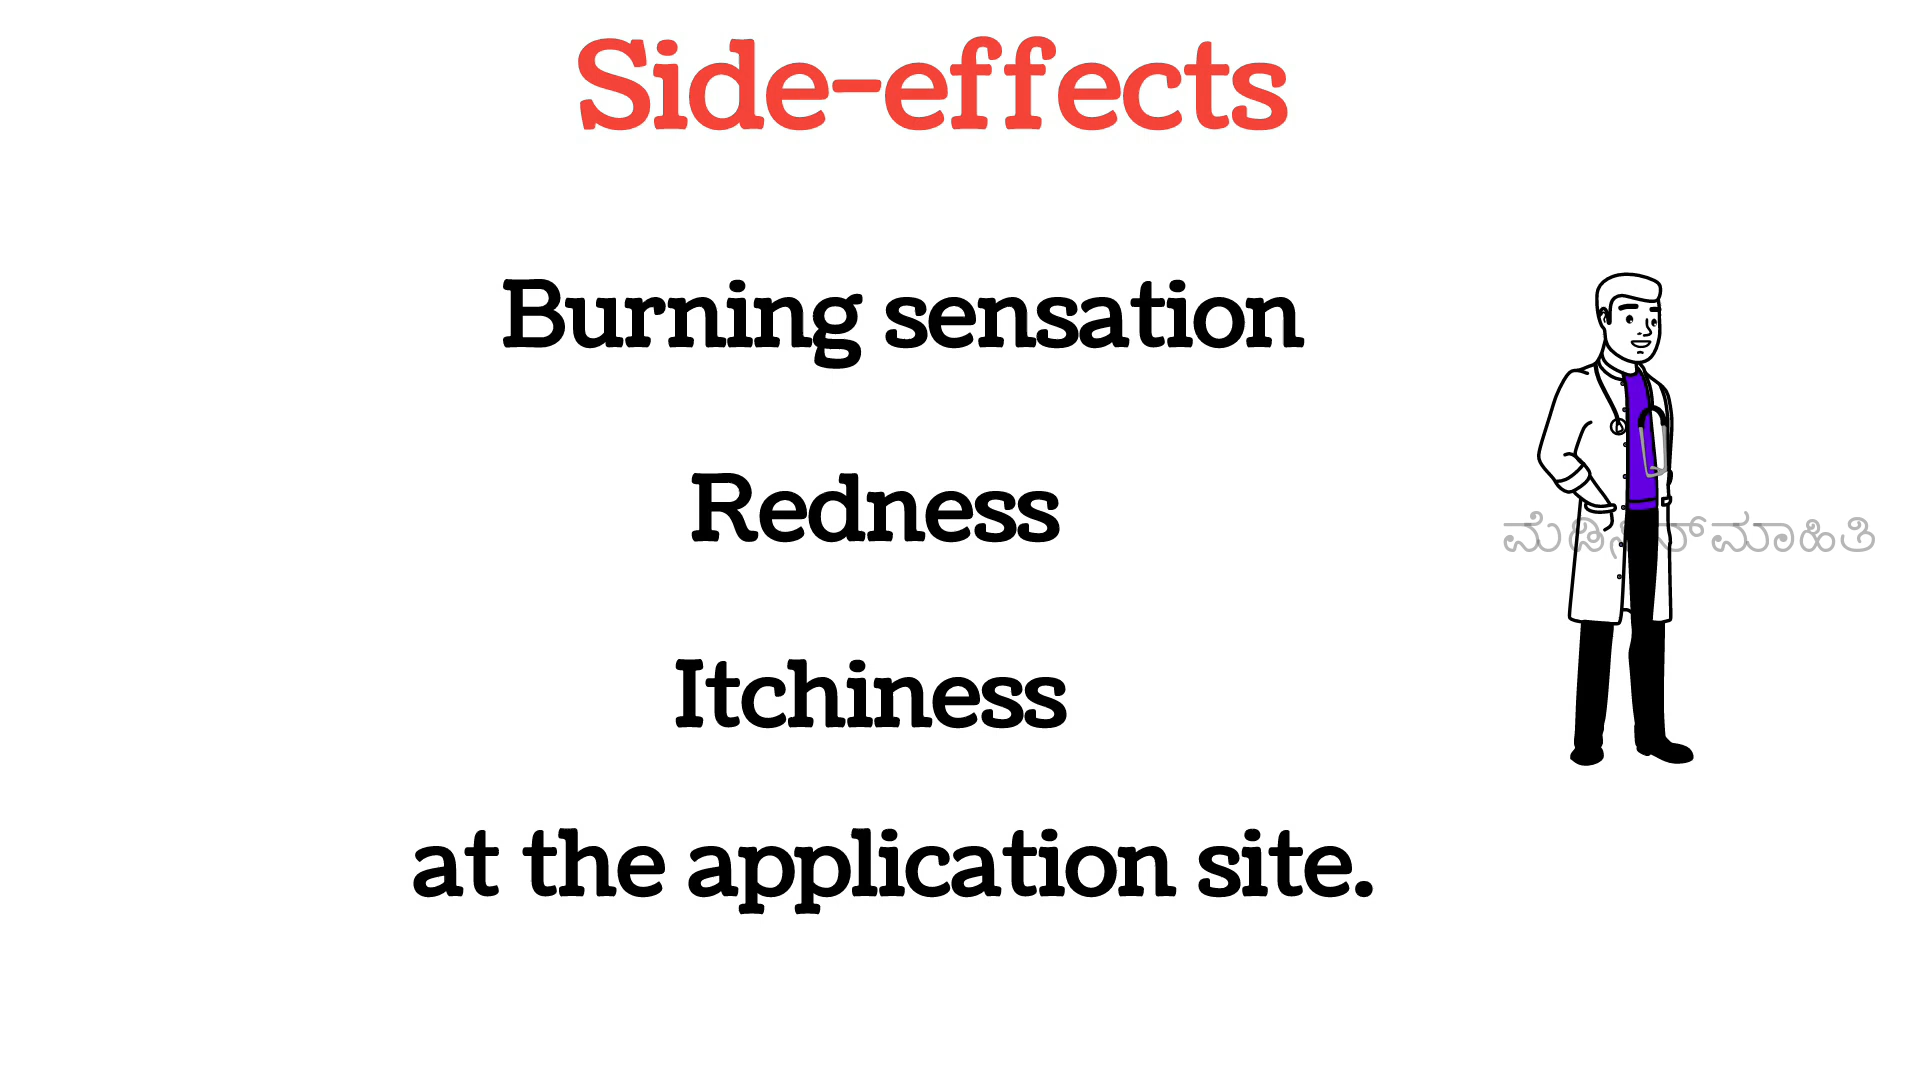 Side-effects
Burning sensation
Redness
Itchiness
ಮೆಡಿಸಿನ್ ಮಾಹಿತಿ
at the application site.